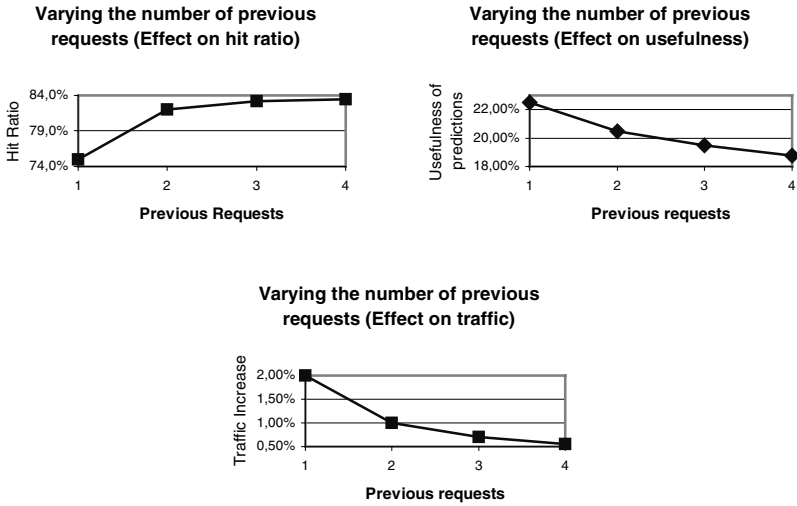 Varying the number of previous
requests (Effect on hit ratio)
Hit Ratio
84,0%
79,0%
74,0%
1 2 3 4
Previous Requests
Varying the number of previous
requests (Effect on usefulness)
Usefulness of
predictions
22,00%
20,00%
18,00%
1 2 3 4
Previous requests
Varying the number of previous
requests (Effect on traffic)
Traffic Increase
2,00%
1,50%
1,00%
0,50%
1 2 3 4
Previous requests